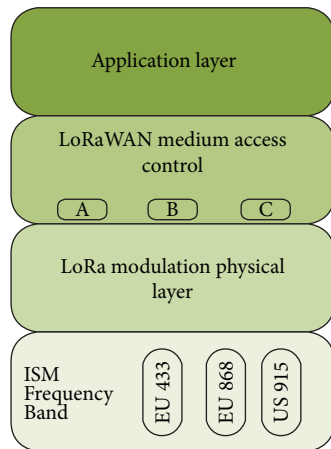 Application layer
LoRaWAN medium access
control
A B C
LoRa modulation physical
layer
ISM
Frequency
Band
EU 433
EU 868
US 915